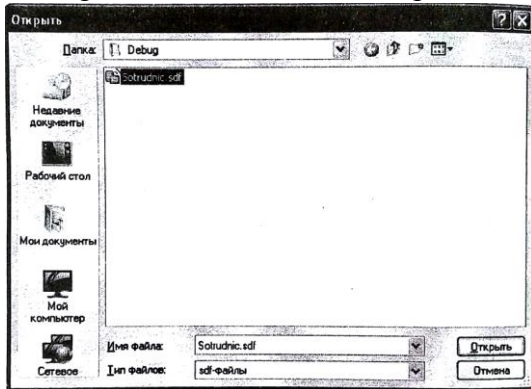 Открыть
Папка: Debug
Sotrudnic.sdf
Недавние
документы
Рабочий стол
Мои документы
Мой
компьютер
Сетевое
Имя файла: Sotrudnic.sdf Открыть
Тип файлов: sdf-файлы Отмена